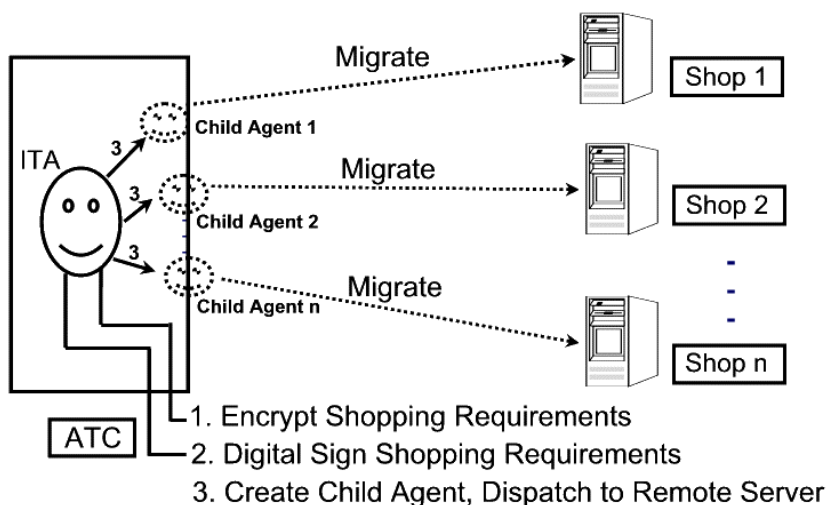 Migrate
Shop 1
Child Agent 1
3
ITA
Migrate
3
Shop 2
Child Agent 2
3
Migrate
Child Agent n
Shop n
1. Encrypt Shopping Requirements
ATC
2. Digital Sign Shopping Requirements
3. Create Child Agent, Dispatch to Remote Server